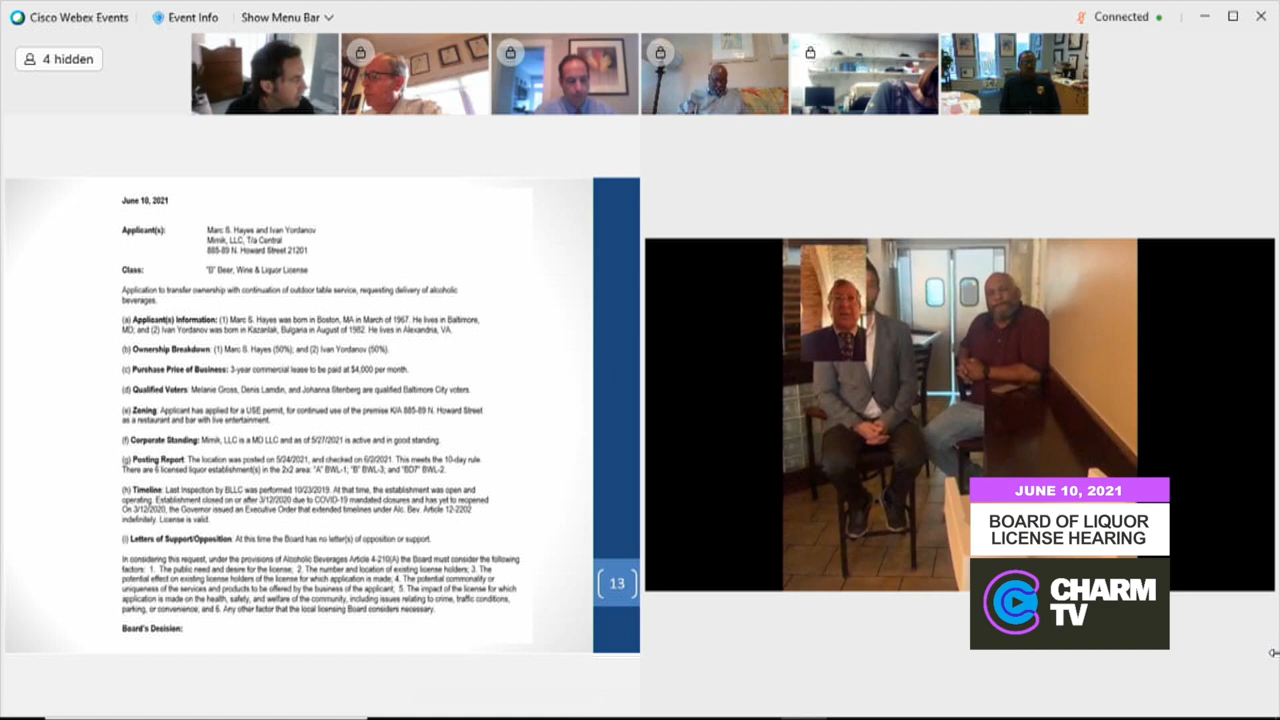 Cisco Webex Events
Event Info
Show Menu Bar
Connected
4 hidden
June 10, 2021
Applicant(s):
Marc S. Hayes and Ivan Yordanov
Mimik, LLC, T/a Central
885-89 N. Howard Street 21201
Class:
"B" Beer, Wine & Liquor License
Application to transfer ownership with continuation of outdoor table service, requesting delivery of alcoholic
beverages.
(a) Applicant(s) Information: (1) Marc S. Hayes was born in Boston, MA in March of 1967. He lives in Baltimore,
MD; and (2) Ivan Yordanov was born in Kazanlak, Bulgaria in August of 1982. He lives in Alexandria, VA.
(b) Ownership Breakdown: (1) Marc S. Hayes (50%); and (2) Ivan Yordanov (50%).
(c) Purchase Price of Business: 3-year commercial lease to be paid at $4,000 per month.
(d) Qualified Voters: Melanie Gross, Denis Lamdin, and Johanna Stenberg are qualified Baltimore City voters.
(e) Zoning: Applicant has applied for a USE permit, for continued use of the premise K/A 885-89 N. Howard Street
as a restaurant and bar with live entertainment.
(f) Corporate Standing: Mimik, LLC is a MD LLC and as of 5/27/2021 is active and in good standing.
(g) Posting Report: The location was posted on 5/24/2021, and checked on 6/2/2021. This meets the 10-day rule.
There are 6 licensed liquor establishment(s) in the 2x2 area: "A" BWL-1; "B" BWL-3; and "BD7" BWL-2.
(h) Timeline: Last Inspection by BLLC was performed 10/23/2019. At that time, the establishment was open and
operating. Establishment closed on or after 3/12/2020 due to COVID-19 mandated closures and has yet to reopened
On 3/12/2020, the Governor issued an Executive Order that extended timelines under Alc. Bev. Article 12-2202
indefinitely. License is valid.
(i) Letters of Support/Opposition: At this time the Board has no letter(s) of opposition or support.
In considering this request, under the provisions of Alcoholic Beverages Article 4-210(A) the Board must consider the following
factors: 1. The public need and desire for the license; 2. The number and location of existing license holders; 3. The
potential effect on existing license holders of the license for which application is made; 4. The potential commonality or
uniqueness of the services and products to be offered by the business of the applicant; 5. The impact of the license for which
application is made on the health, safety, and welfare of the community, including issues relating to crime, traffic conditions,
parking, or convenience, and 6. Any other factor that the local licensing Board considers necessary.
Board's Decision:
13
JUNE 10, 2021
BOARD OF LIQUOR
LICENSE HEARING
CHARM
TV